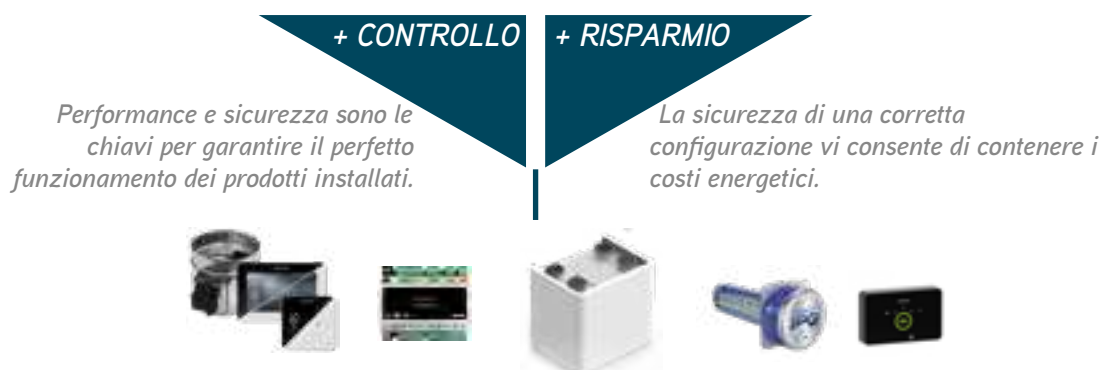 + CONTROLLO
+ RISPARMIO
Performance e sicurezza sono le
chiavi per garantire il perfetto
funzionamento dei prodotti installati.
La sicurezza di una corretta
configurazione vi consente di contenere i
costi energetici.